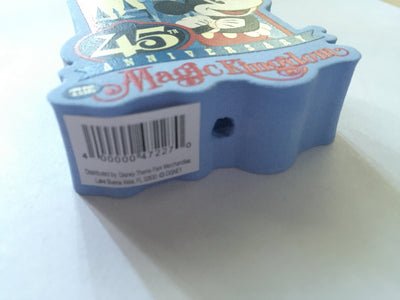 45TH
ANNIVERSARY
THE Magic Kingdom
4 00000 47227 0
Distributed by Disney Theme Park Merchandise
Lake Buena Vista, FL 32830 © DISNEY